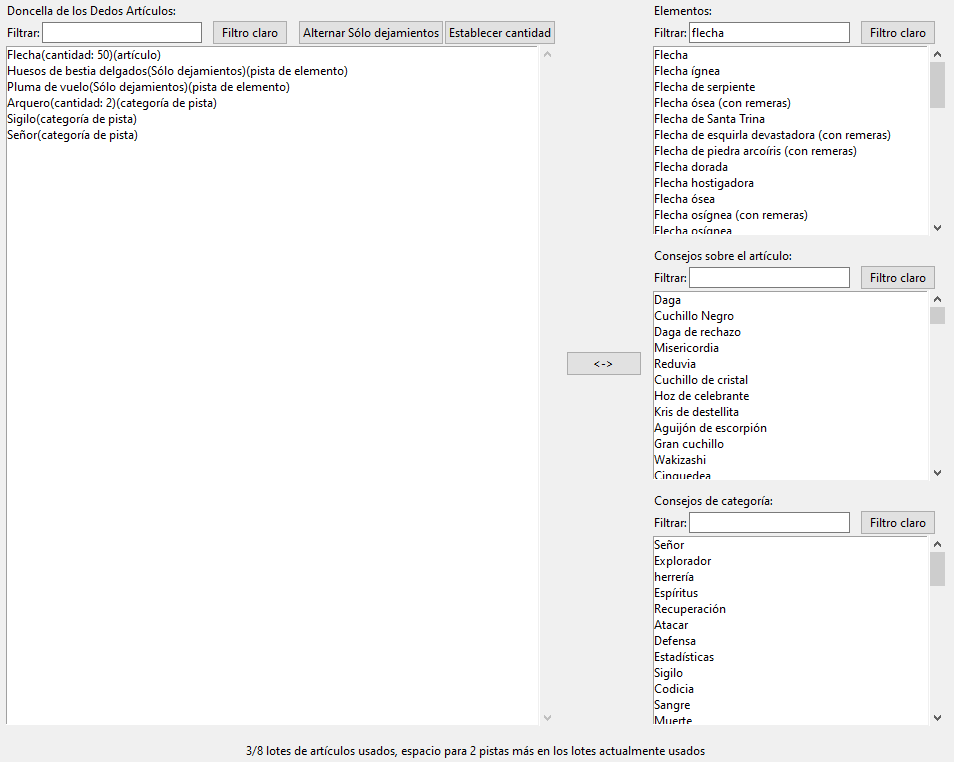 Doncella de los Dedos Artículos:
Filtrar:
Filtro claro
Alternar Sólo dejamientos
Establecer cantidad
Flecha(cantidad: 50)(artículo)
Huesos de bestia delgados(Sólo dejamientos)(pista de elemento)
Pluma de vuelo(Sólo dejamientos)(pista de elemento)
Arquero(cantidad: 2)(categoría de pista)
Sigilo(categoría de pista)
Señor(categoría de pista)
<->
Elementos:
Filtrar: flecha
Filtro claro
Flecha
Flecha ígnea
Flecha de serpiente
Flecha ósea (con remeras)
Flecha de Santa Trina
Flecha de esquirla devastadora (con remeras)
Flecha de piedra arcoíris (con remeras)
Flecha dorada
Flecha hostigadora
Flecha ósea
Flecha osígnea (con remeras)
Flecha osígnea
Consejos sobre el artículo:
Filtrar:
Filtro claro
Daga
Cuchillo Negro
Daga de rechazo
Misericordia
Reduvia
Cuchillo de cristal
Hoz de celebrante
Kris de destellita
Aguijón de escorpión
Gran cuchillo
Wakizashi
Cinquedea
Consejos de categoría:
Filtrar:
Filtro claro
Señor
Explorador
herrería
Espíritus
Recuperación
Atacar
Defensa
Estadísticas
Sigilo
Codicia
Sangre
Muerte
3/8 lotes de artículos usados, espacio para 2 pistas más en los lotes actualmente usados